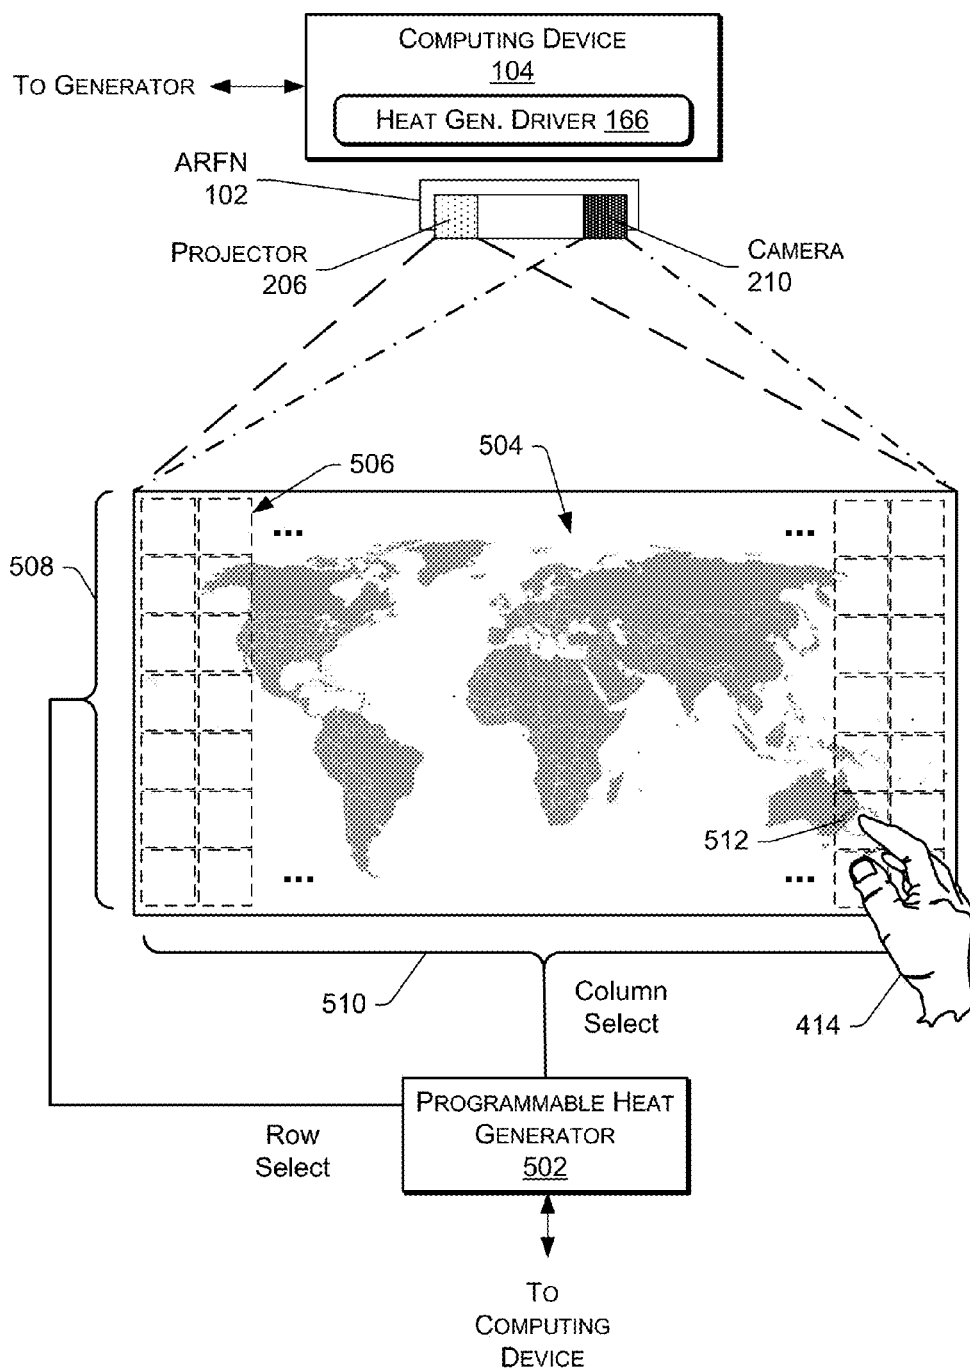 COMPUTING DEVICE
104
TO GENERATOR
HEAT GEN. DRIVER 166
ARFN
102
PROJECTOR
206
CAMERA
210
506
504
...
...
508
512
...
...
510
Column
Select
414
PROGRAMMABLE HEAT
GENERATOR
502
Row
Select
TO
COMPUTING
DEVICE